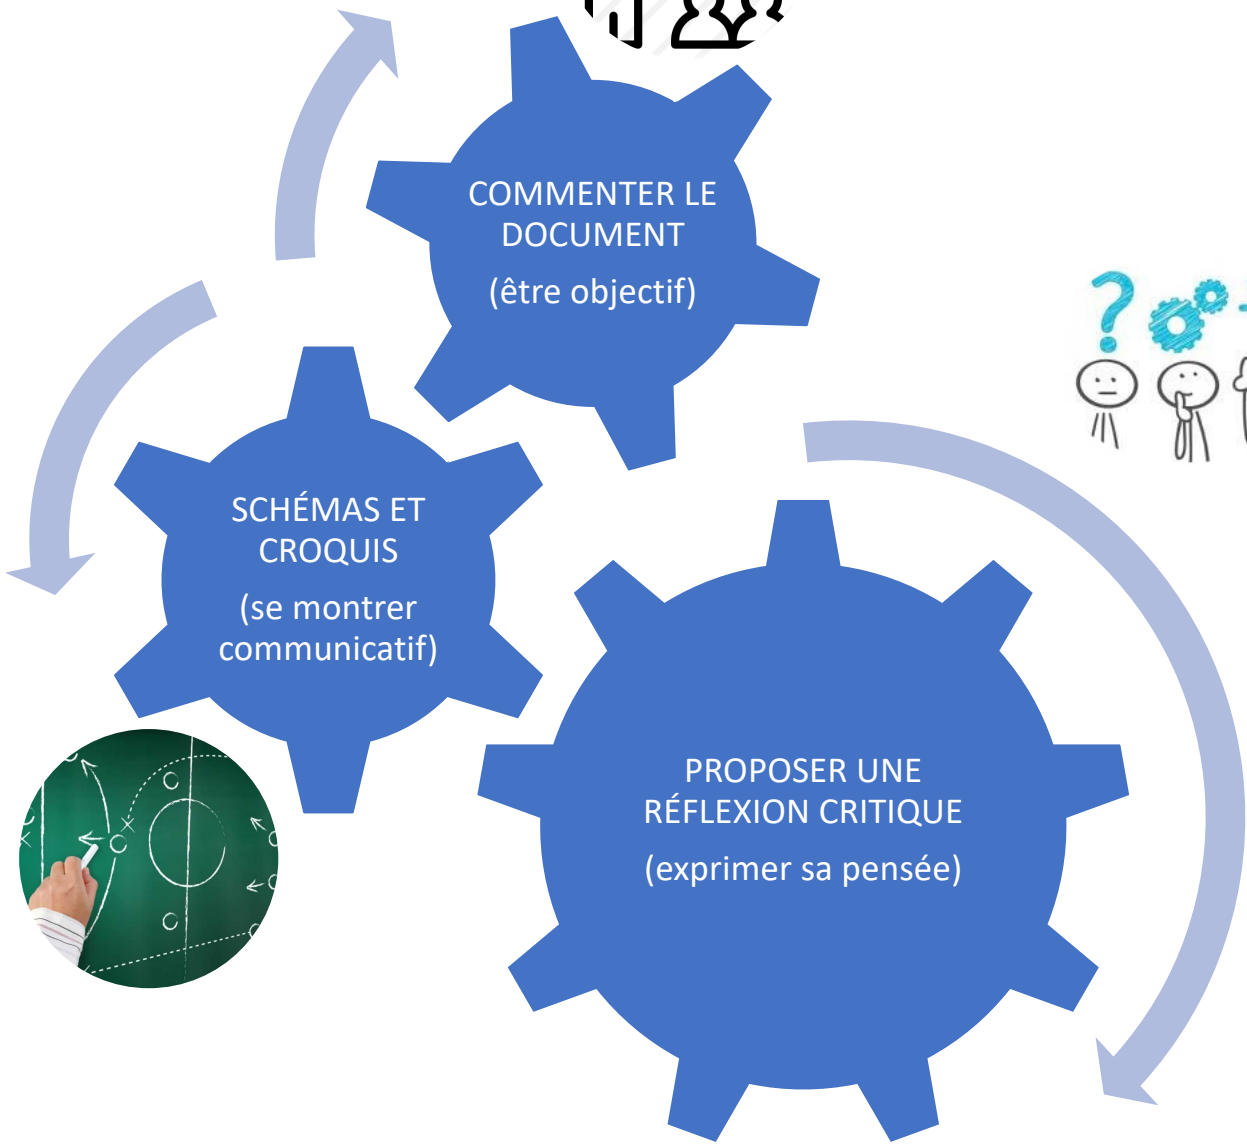 COMMENTER LE
DOCUMENT
(être objectif)
SCHÉMAS ET
CROQUIS
(se montrer
communicatif)
PROPOSER UNE
RÉFLEXION CRITIQUE
(exprimer sa pensée)